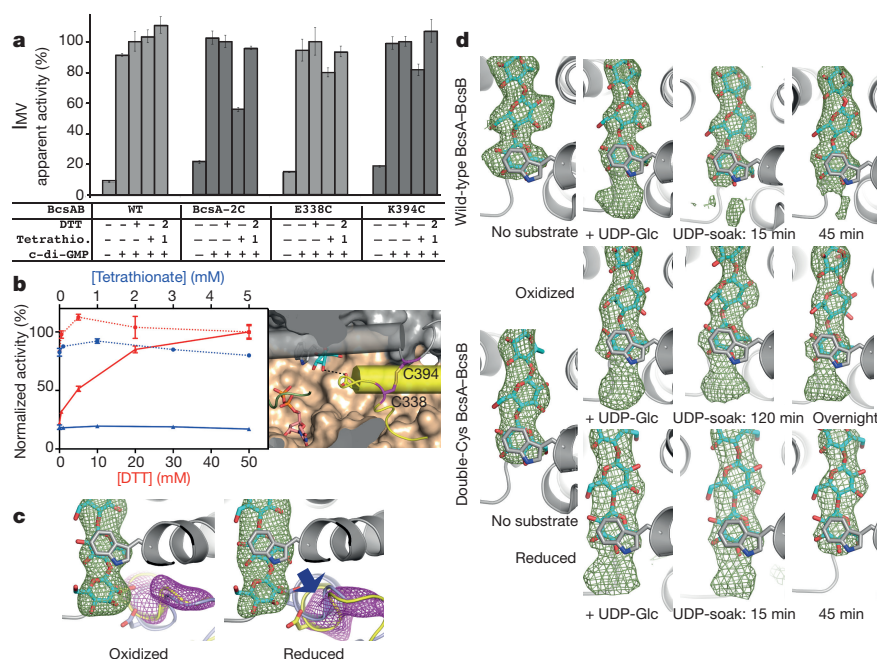 a
I_MV apparent activity (%)
100
80
60
40
20
0
BcsAB WT BcsA-2C E338C K394C
DTT – – + – 2 – – + – 2 – – + – 2 – – + – 2
Tetrathio. – – – + 1 – – – + 1 – – – + 1 – – – + 1
c-di-GMP – + + + + – + + + + – + + + + – + + + +
b
[Tetrathionate] (mM)
0 1 2 3 4 5
Normalized activity (%)
100
50
0
0 10 20 30 40 50
[DTT] (mM)
C394
C338
c
Oxidized Reduced
d
Wild-type BcsA–BcsB
No substrate + UDP-Glc UDP-soak: 15 min 45 min
Double-Cys BcsA–BcsB
Oxidized
+ UDP-Glc UDP-soak: 120 min Overnight
No substrate
Reduced
+ UDP-Glc UDP-soak: 15 min 45 min